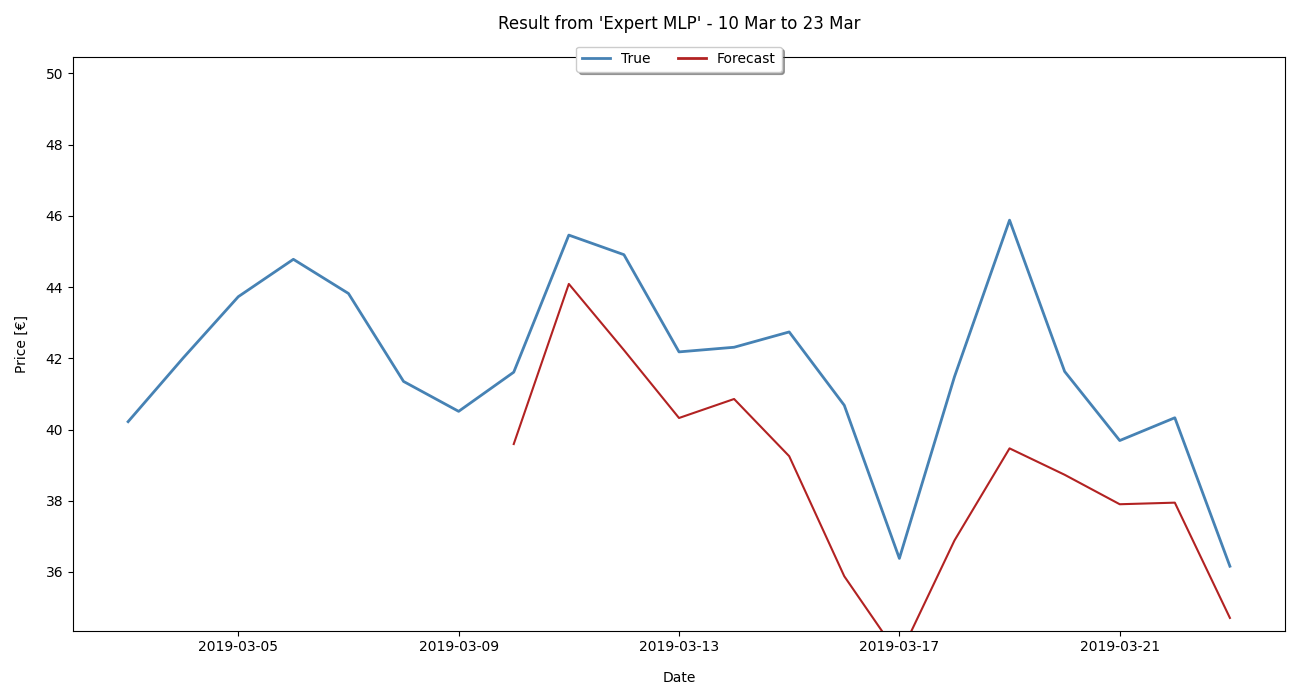 Result from 'Expert MLP' - 10 Mar to 23 Mar
True Forecast
50
48
46
44
42
40
38
36
Price [€]
2019-03-05 2019-03-09 2019-03-13 2019-03-17 2019-03-21
Date